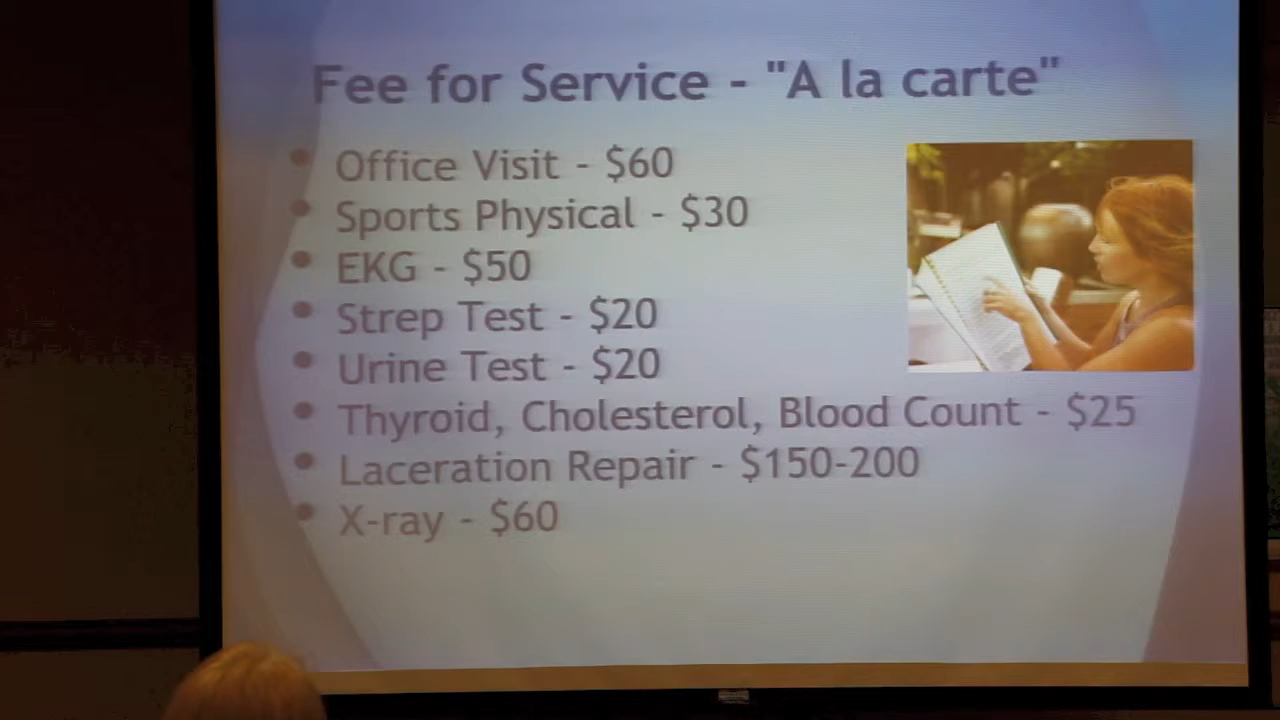 Fee for Service - "A la carte"
• Office Visit - $60
• Sports Physical - $30
• EKG - $50
• Strep Test - $20
• Urine Test - $20
• Thyroid, Cholesterol, Blood Count - $25
• Laceration Repair - $150-200
• X-ray - $60